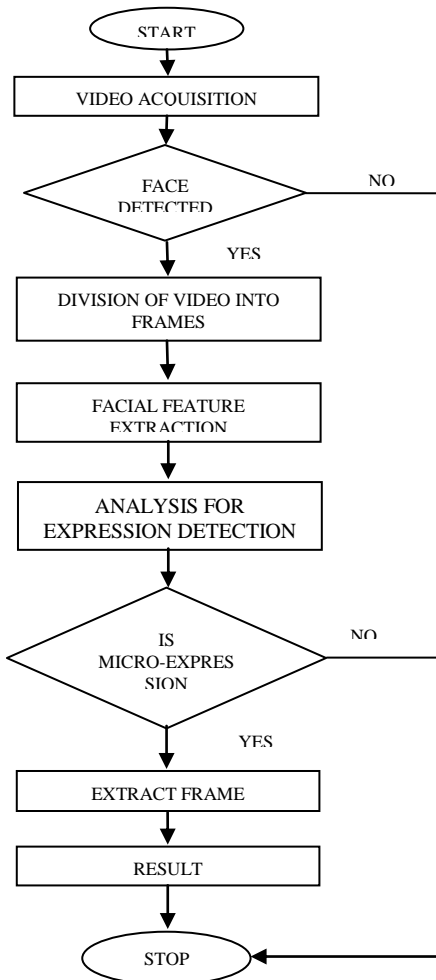 START
VIDEO ACQUISITION
FACE
DETECTED
NO
YES
DIVISION OF VIDEO INTO
FRAMES
FACIAL FEATURE
EXTRACTION
ANALYSIS FOR
EXPRESSION DETECTION
IS
MICRO-EXPRES
SION
NO
YES
EXTRACT FRAME
RESULT
STOP